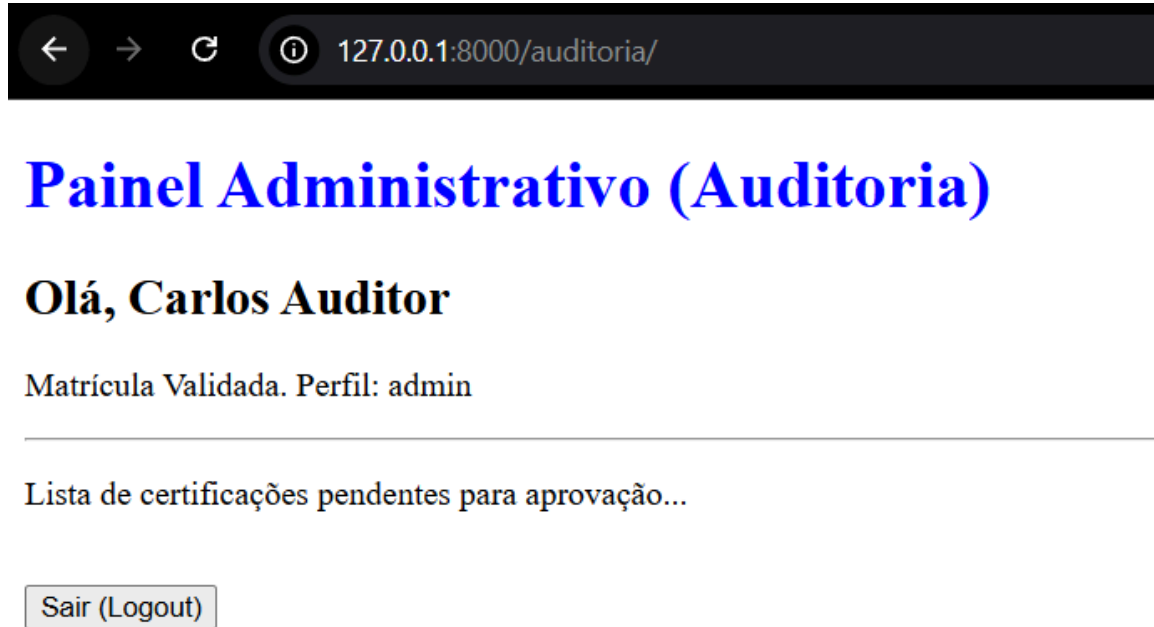 127.0.0.1:8000/auditoria/
Painel Administrativo (Auditoria)
Olá, Carlos Auditor
Matrícula Validada. Perfil: admin
Lista de certificações pendentes para aprovação...
Sair (Logout)